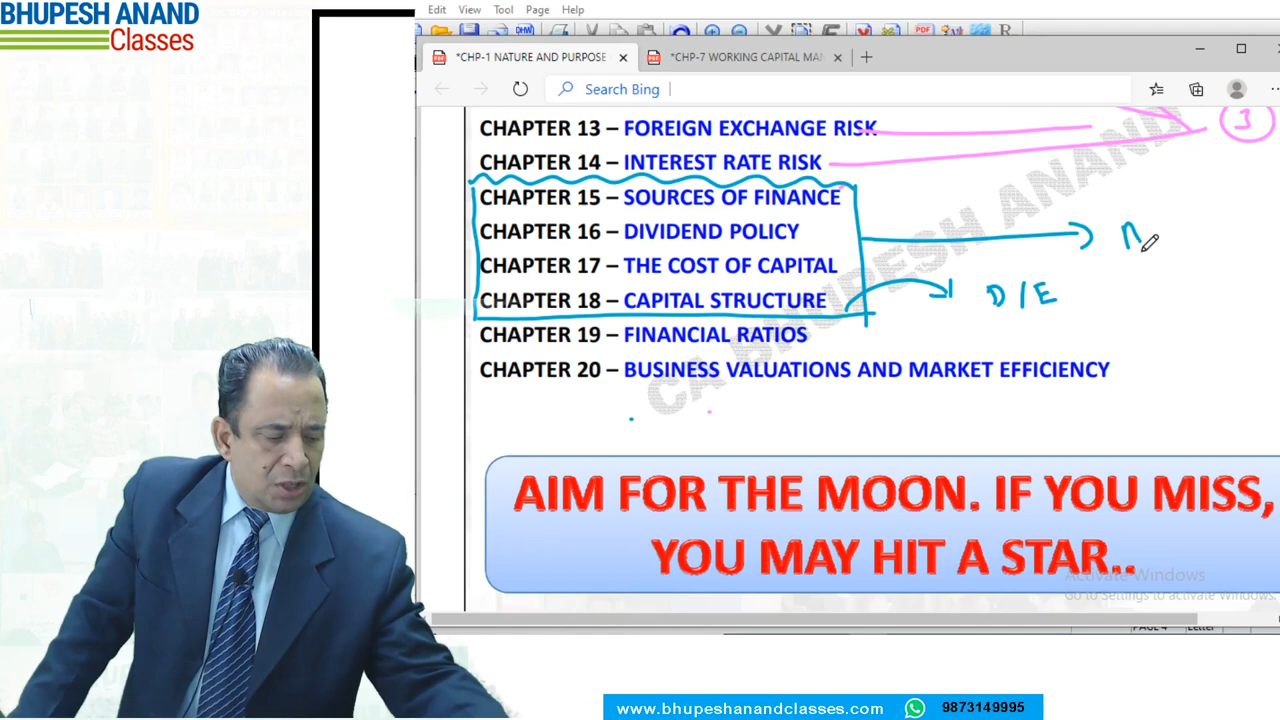 BHUPESH ANAND
Classes
Edit View Tool Page Help
*CHP-1 NATURE AND PURPOSE
*CHP-7 WORKING CAPITAL MAN
Search Bing
3
CHAPTER 13 – FOREIGN EXCHANGE RISK
CHAPTER 14 – INTEREST RATE RISK
CHAPTER 15 – SOURCES OF FINANCE
CHAPTER 16 – DIVIDEND POLICY
CHAPTER 17 – THE COST OF CAPITAL
CHAPTER 18 – CAPITAL STRUCTURE
D/E
CHAPTER 19 – FINANCIAL RATIOS
CHAPTER 20 – BUSINESS VALUATIONS AND MARKET EFFICIENCY
CA BHUPESH ANAND
AIM FOR THE MOON. IF YOU MISS,
YOU MAY HIT A STAR..
Activate Windows
Go to Settings to activate Windows.
PAGE 4 Letter
www.bhupeshanandclasses.com 9873149995